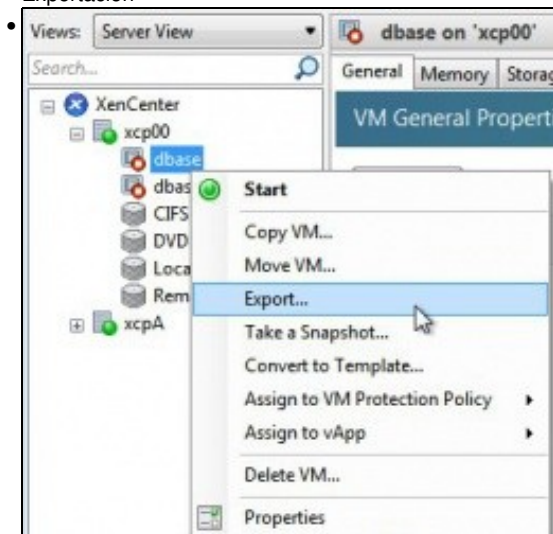 Exportación
Views: Server View
dbase on 'xcp00'
Search...
General Memory Storag
XenCenter
VM General Propert
xcp00
dbase
dbas
Start
CIFS
Copy VM...
DVD
Move VM...
Loca
Export...
Rem
Take a Snapshot...
xcpA
Convert to Template...
Assign to VM Protection Policy
Assign to vApp
Delete VM...
Properties